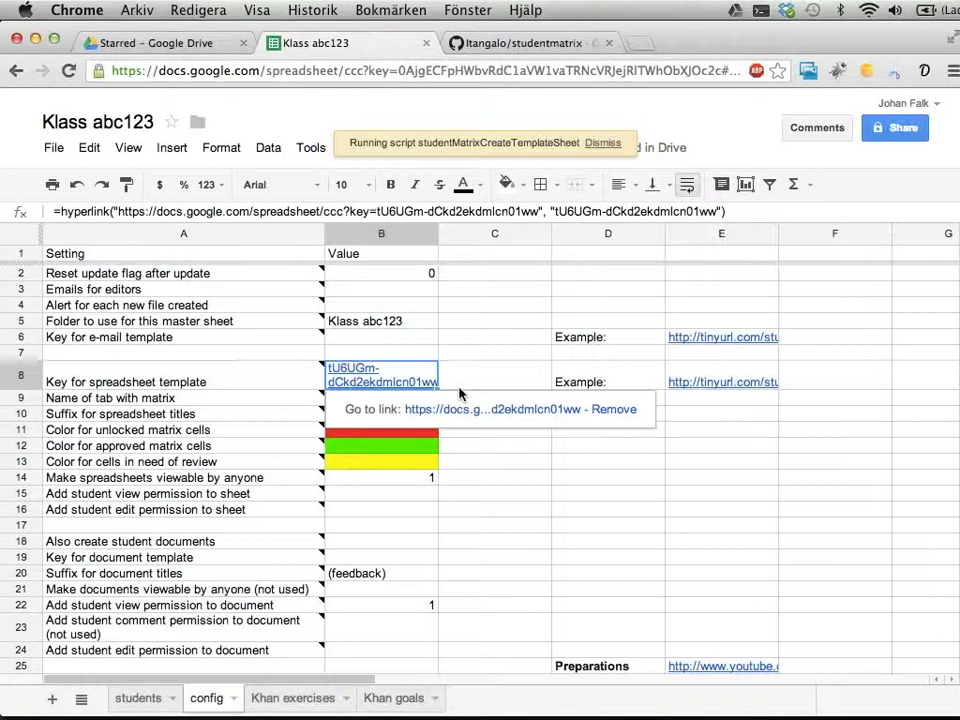 Chrome Arkiv Redigera Visa Historik Bokmärken Fönster Hjälp
Starred - Google Drive Klass abc123 Itangalo/studentmatrix · G
https://docs.google.com/spreadsheet/ccc?key=0AjgECFpHWbvRdC1aVW1vaTRNcVRJejRlTWhObXJOc2c#...
Johan Falk
Klass abc123
Comments Share
File Edit View Insert Format Data Tools
Running script studentMatrixCreateTemplateSheet Dismiss
d in Drive
$ % 123 Arial 10 B I S A Σ
fx =hyperlink("https://docs.google.com/spreadsheet/ccc?key=tU6UGm-dCkd2ekdmlcn01ww", "tU6UGm-dCkd2ekdmlcn01ww")
A B C D E F G
1 Setting Value
2 Reset update flag after update 0
3 Emails for editors
4 Alert for each new file created
5 Folder to use for this master sheet Klass abc123
6 Key for e-mail template Example: http://tinyurl.com/stu
7
8 Key for spreadsheet template tU6UGm-
dCkd2ekdmlcn01ww Example: http://tinyurl.com/stu
9 Name of tab with matrix
Go to link: https://docs.g...d2ekdmlcn01ww - Remove
10 Suffix for spreadsheet titles
11 Color for unlocked matrix cells
12 Color for approved matrix cells
13 Color for cells in need of review
14 Make spreadsheets viewable by anyone 1
15 Add student view permission to sheet
16 Add student edit permission to sheet
17
18 Also create student documents
19 Key for document template
20 Suffix for document titles (feedback)
21 Make documents viewable by anyone (not used)
22 Add student view permission to document 1
23 Add student comment permission to document
(not used)
24 Add student edit permission to document
25 Preparations http://www.youtube.
students config Khan exercises Khan goals